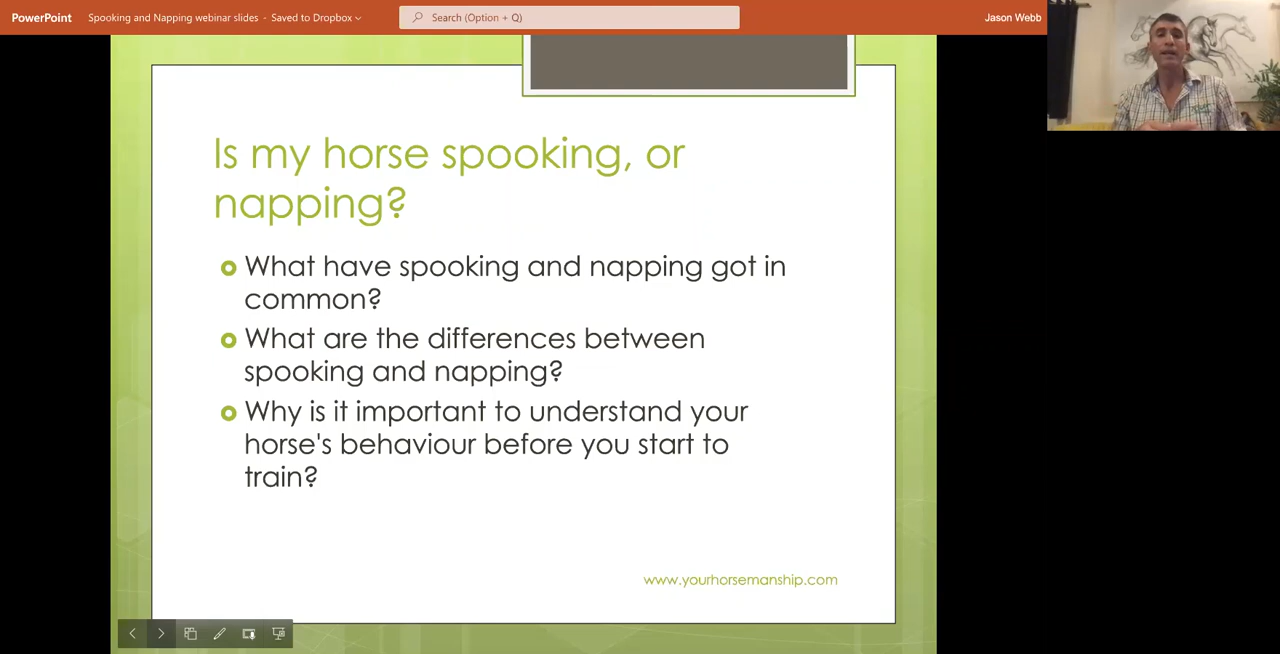 PowerPoint Spooking and Napping webinar slides - Saved to Dropbox Search (Option + Q) Jason Webb
Is my horse spooking, or
napping?
What have spooking and napping got in
common?
What are the differences between
spooking and napping?
Why is it important to understand your
horse's behaviour before you start to
train?
www.yourhorsemanship.com